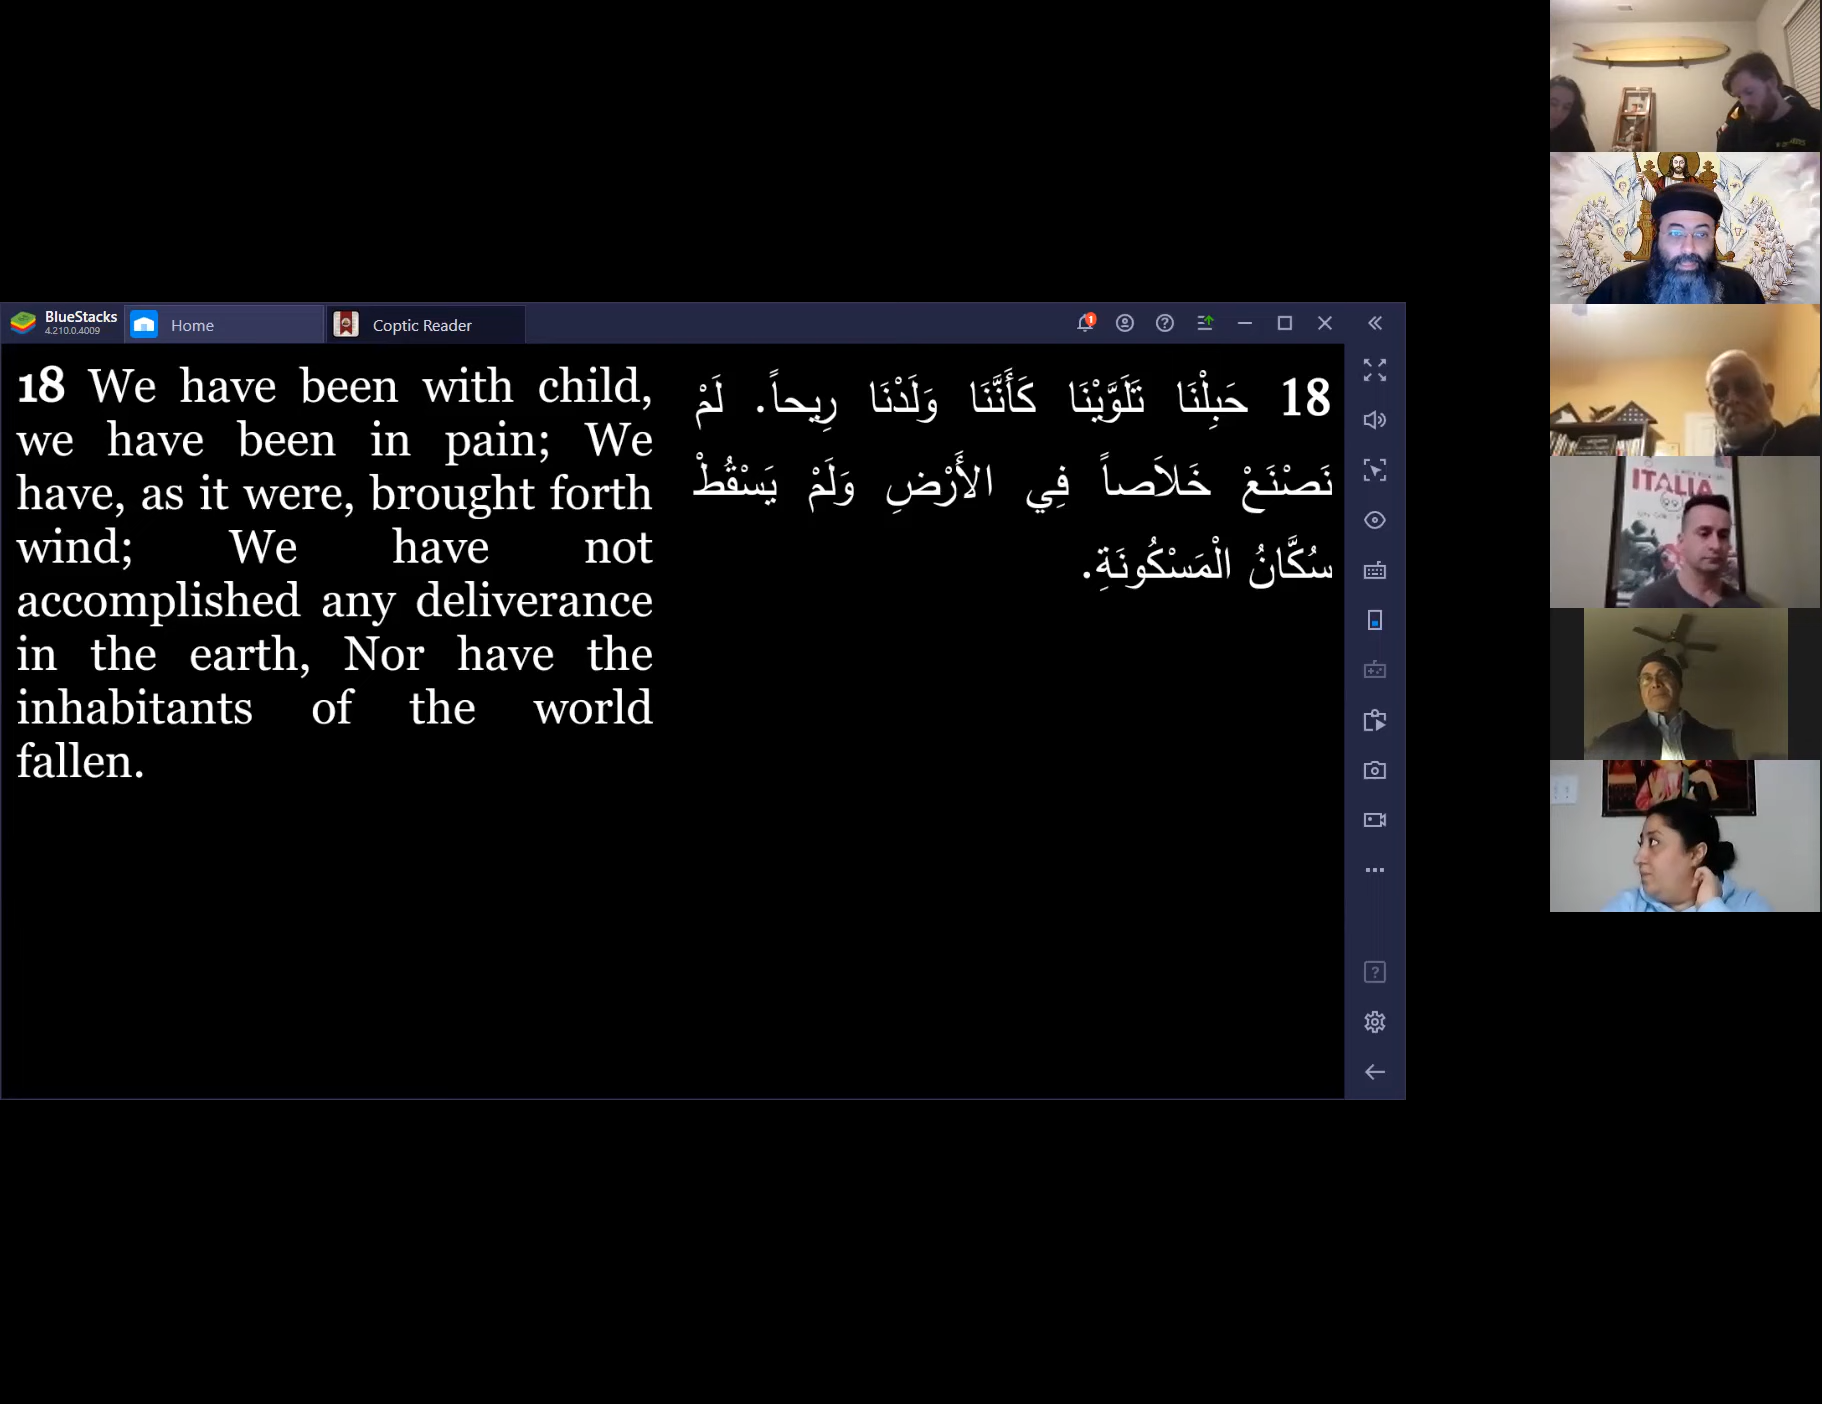 BlueStacks
4.210.0.4009
Home
Coptic Reader
1
18 We have been with child,
we have been in pain; We
have, as it were, brought forth
wind; We have not
accomplished any deliverance
in the earth, Nor have the
inhabitants of the world
fallen.
18 حَبِلْنَا تَلَوَّيْنَا كَأَنَّنَا وَلَدْنَا رِيحاً. لَمْ
نَصْنَعْ خَلاَصاً فِي الأَرْضِ وَلَمْ يَسْقُطْ
سُكَّانُ الْمَسْكُونَةِ.
ITALIA